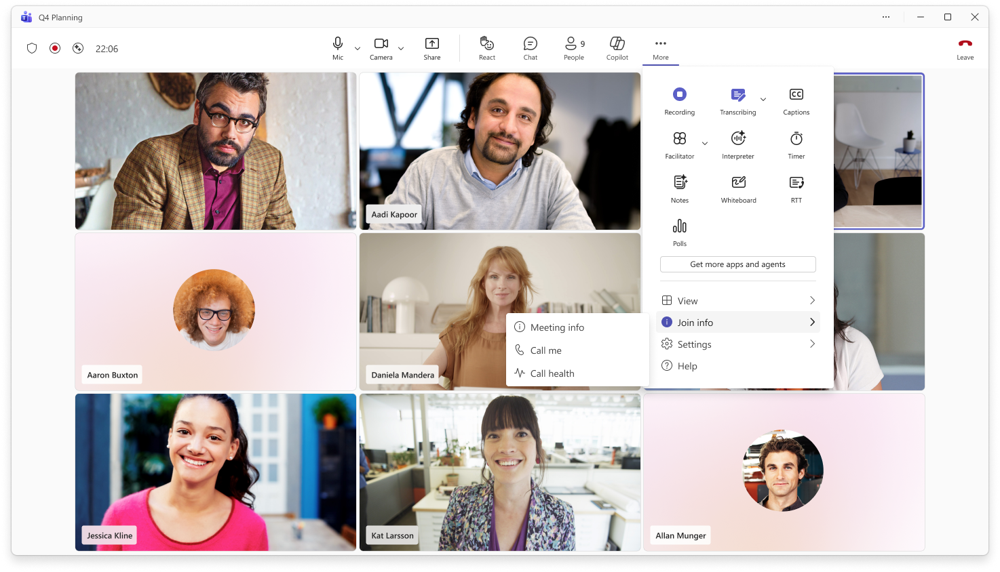 Q4 Planning
22:06
Mic
Camera
Share
React
Chat
People
9
Copilot
More
Leave
Recording
Transcribing
CC
Captions
Facilitator
Interpreter
Timer
Notes
Whiteboard
RTT
Polls
Get more apps and agents
View
Join info
Settings
Help
Meeting info
Call me
Call health
Aadi Kapoor
Aaron Buxton
Daniela Mandera
Jessica Kline
Kat Larsson
Allan Munger